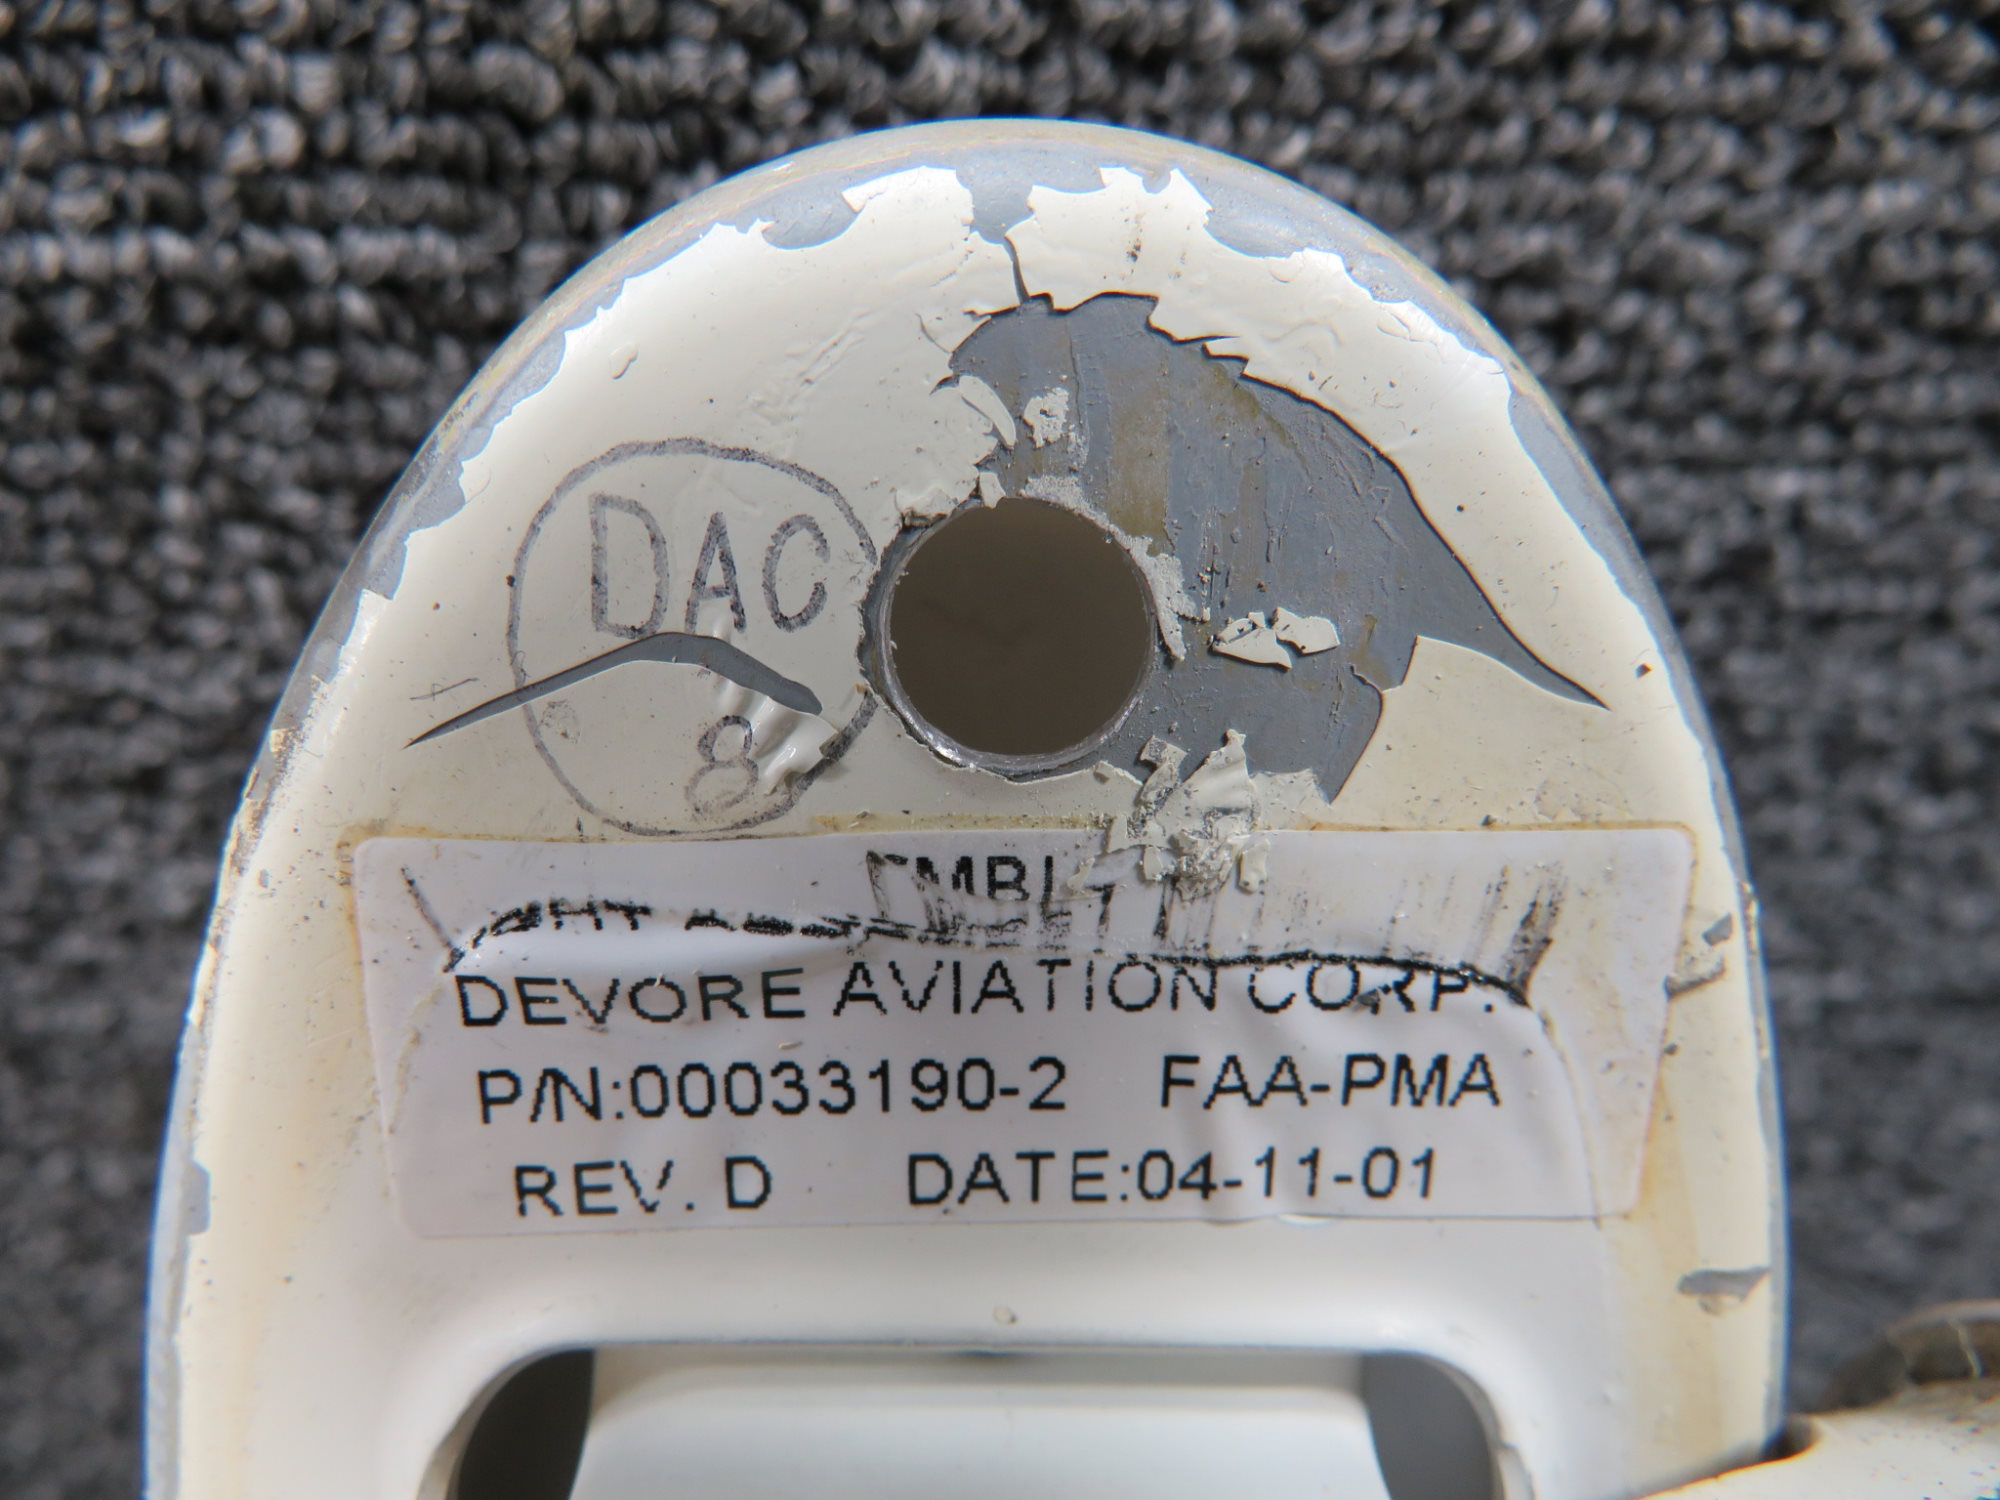 DAC
8
DEVORE AVIATION CORP.
P/N:00033190-2 FAA-PMA
REV. D DATE:04-11-01